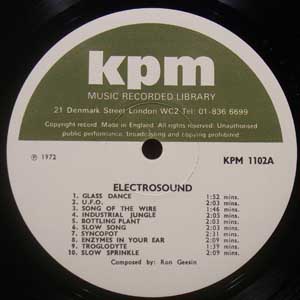 kpm
MUSIC RECORDED LIBRARY
21 Denmark Street London WC2 Tel: 01-836 6699
Copyright record. Made in England. All rights reserved. Unauthorised
public performance, broadcasting and copying prohibited
℗ 1972
KPM 1102A
ELECTROSOUND
1. GLASS DANCE 1:52 mins.
2. U.F.O. 2:03 mins.
3. SONG OF THE WIRE 1:46 mins.
4. INDUSTRIAL JUNGLE 2:03 mins.
5. BOTTLING PLANT 2:03 mins.
6. SLOW SONG 2:03 mins.
7. SYNCOPOT 2:31 mins.
8. ENZYMES IN YOUR EAR 2:09 mins.
9. TROGLODYTE 1:39 mins.
10. SLOW SPRINKLE 2:09 mins.
Composed by: Ron Geesin